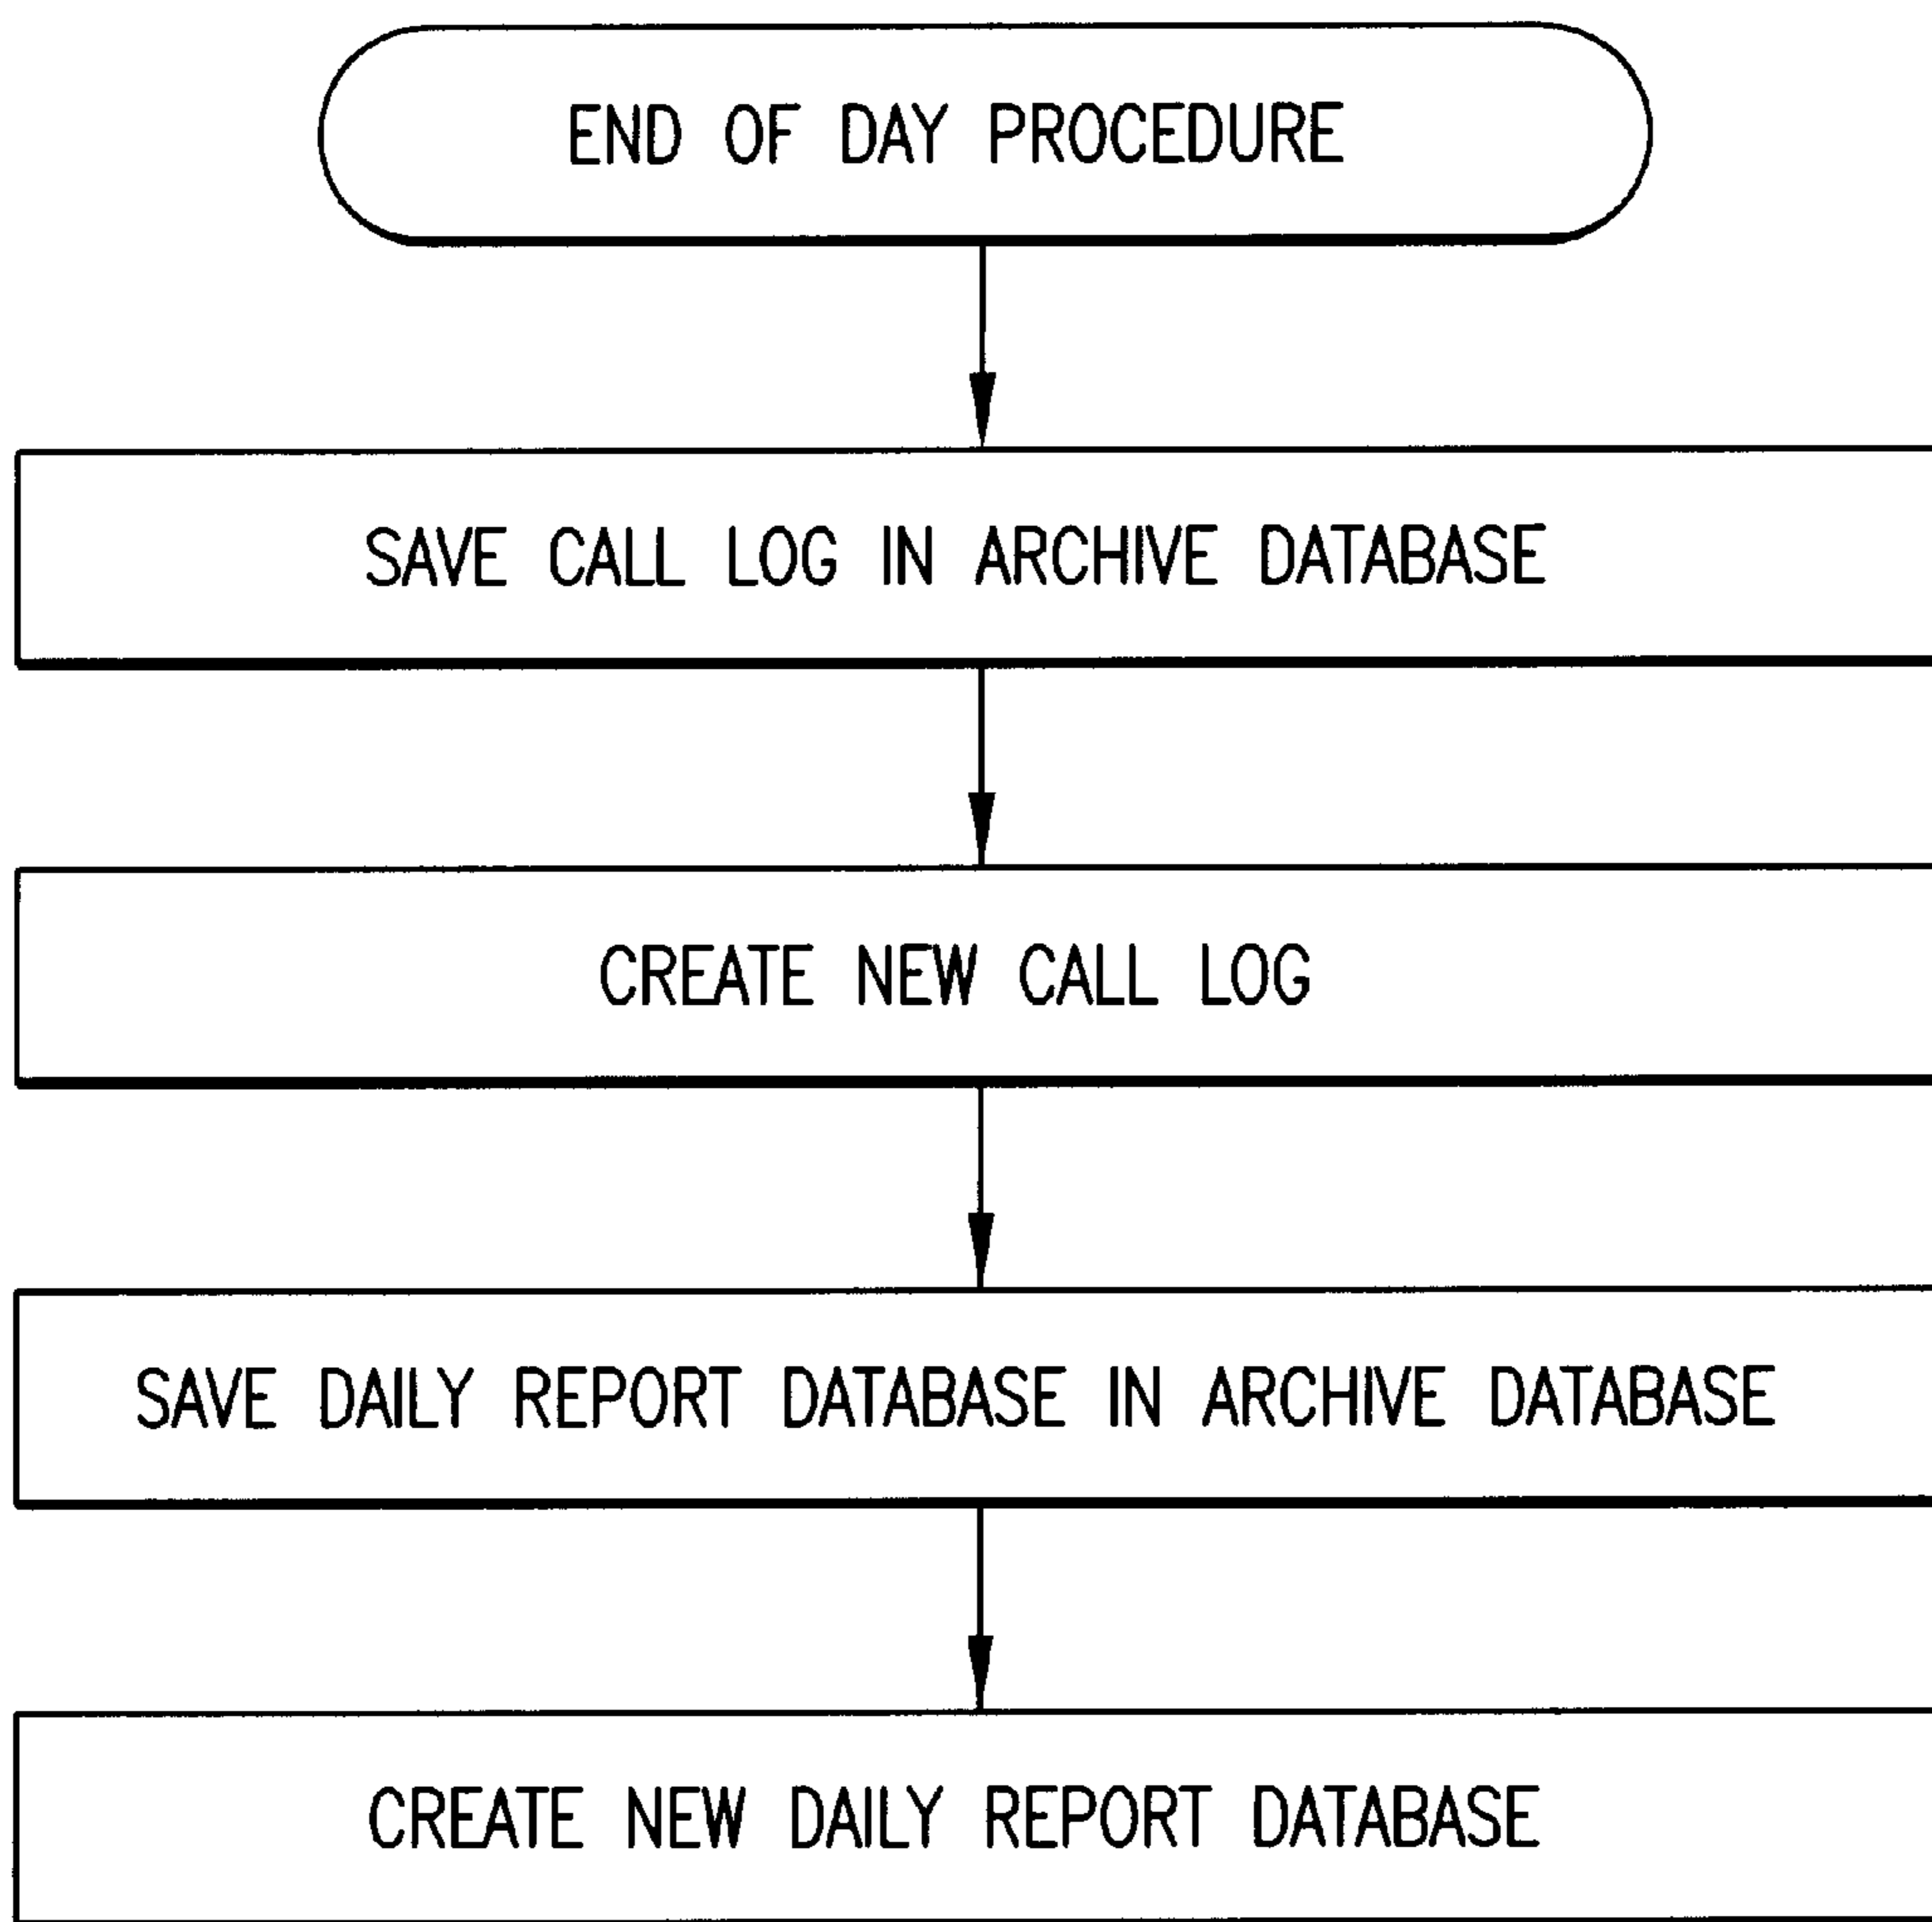 END OF DAY PROCEDURE
SAVE CALL LOG IN ARCHIVE DATABASE
CREATE NEW CALL LOG
SAVE DAILY REPORT DATABASE IN ARCHIVE DATABASE
CREATE NEW DAILY REPORT DATABASE